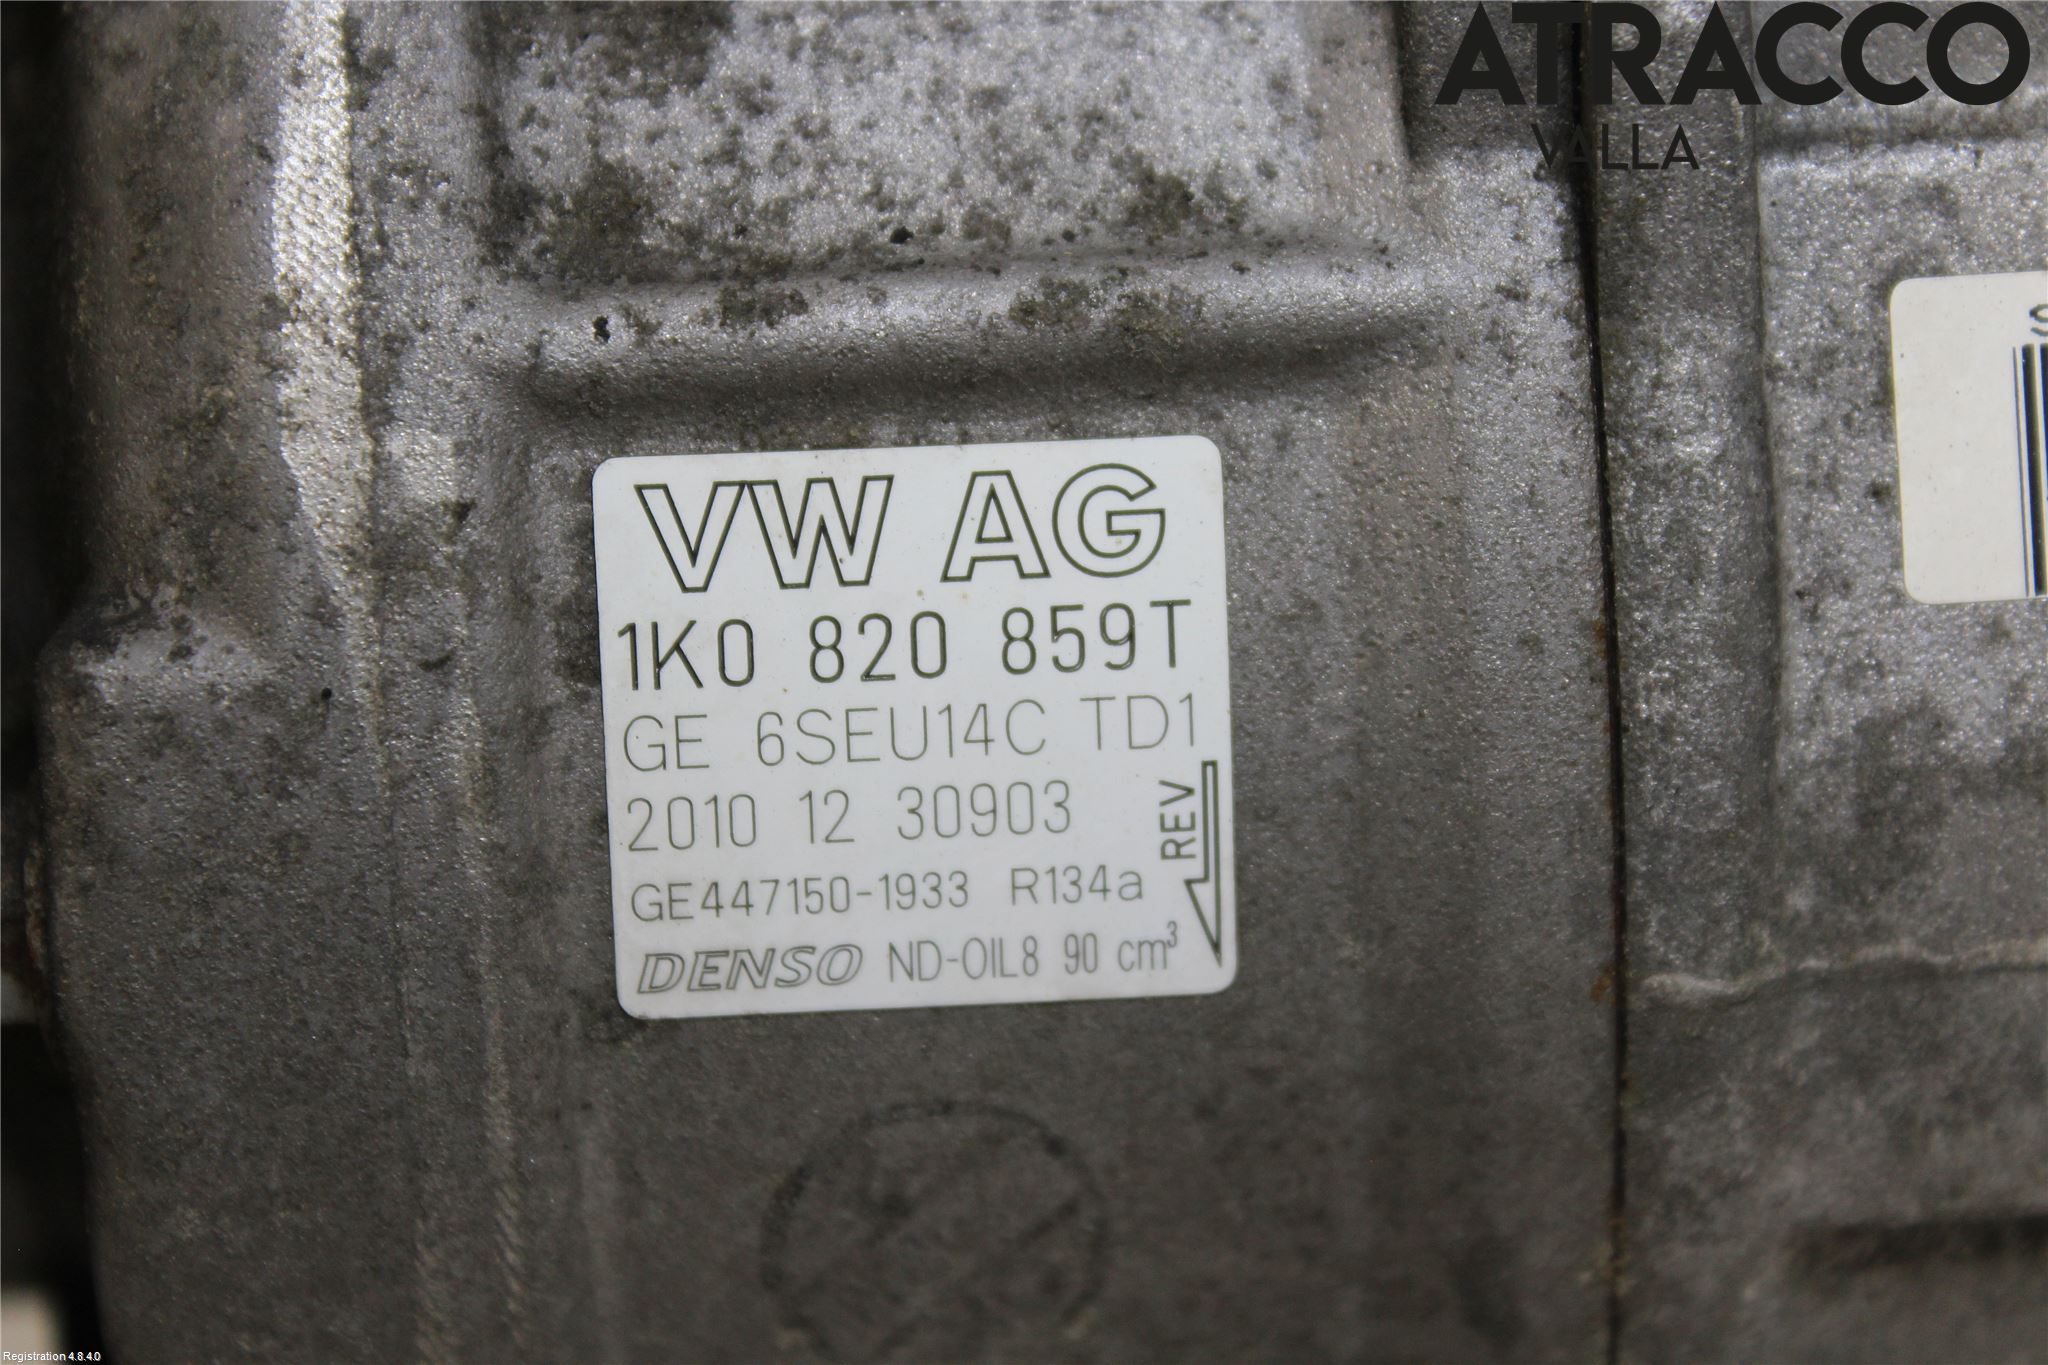 ATRACCO
VALLA
S
VW AG
1K0 820 859T
GE 6SEU14C TD1
2010 12 30903
REV
GE447150-1933 R134a
DENSO ND-OIL8 90 cm³
Registration 4.8.4.0